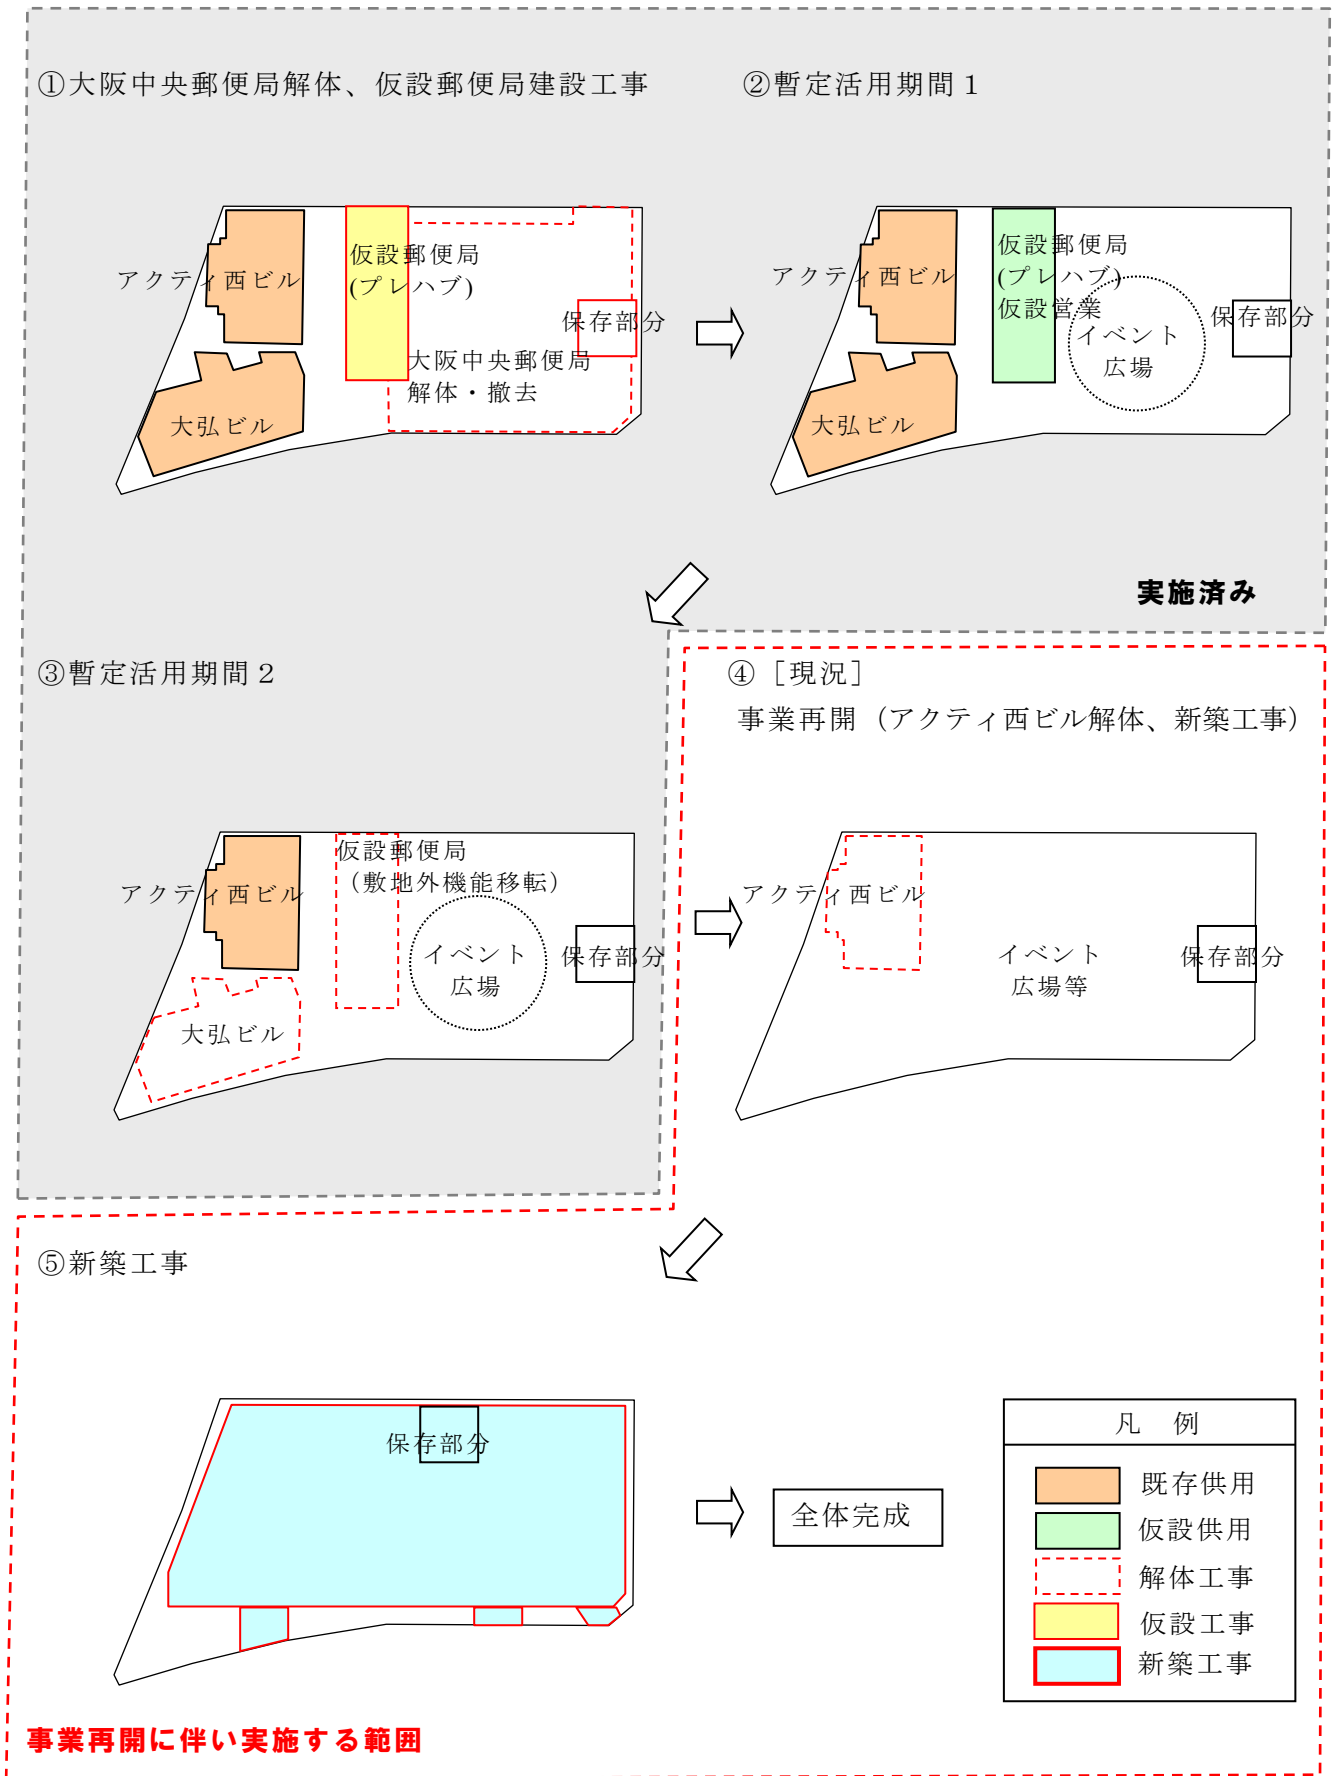 ①大阪中央郵便局解体、仮設郵便局建設工事
アクティ西ビル
仮設郵便局
(プレハブ)
保存部分
大阪中央郵便局
解体・撤去
大弘ビル
②暫定活用期間１
アクティ西ビル
仮設郵便局
(プレハブ)
仮設営業
イベント
広場
保存部分
大弘ビル
実施済み
③暫定活用期間２
アクティ西ビル
仮設郵便局
（敷地外機能移転）
イベント
広場
保存部分
大弘ビル
④［現況］
事業再開（アクティ西ビル解体、新築工事）
アクティ西ビル
イベント
広場等
保存部分
⑤新築工事
保存部分
全体完成
凡　例
既存供用
仮設供用
解体工事
仮設工事
新築工事
事業再開に伴い実施する範囲